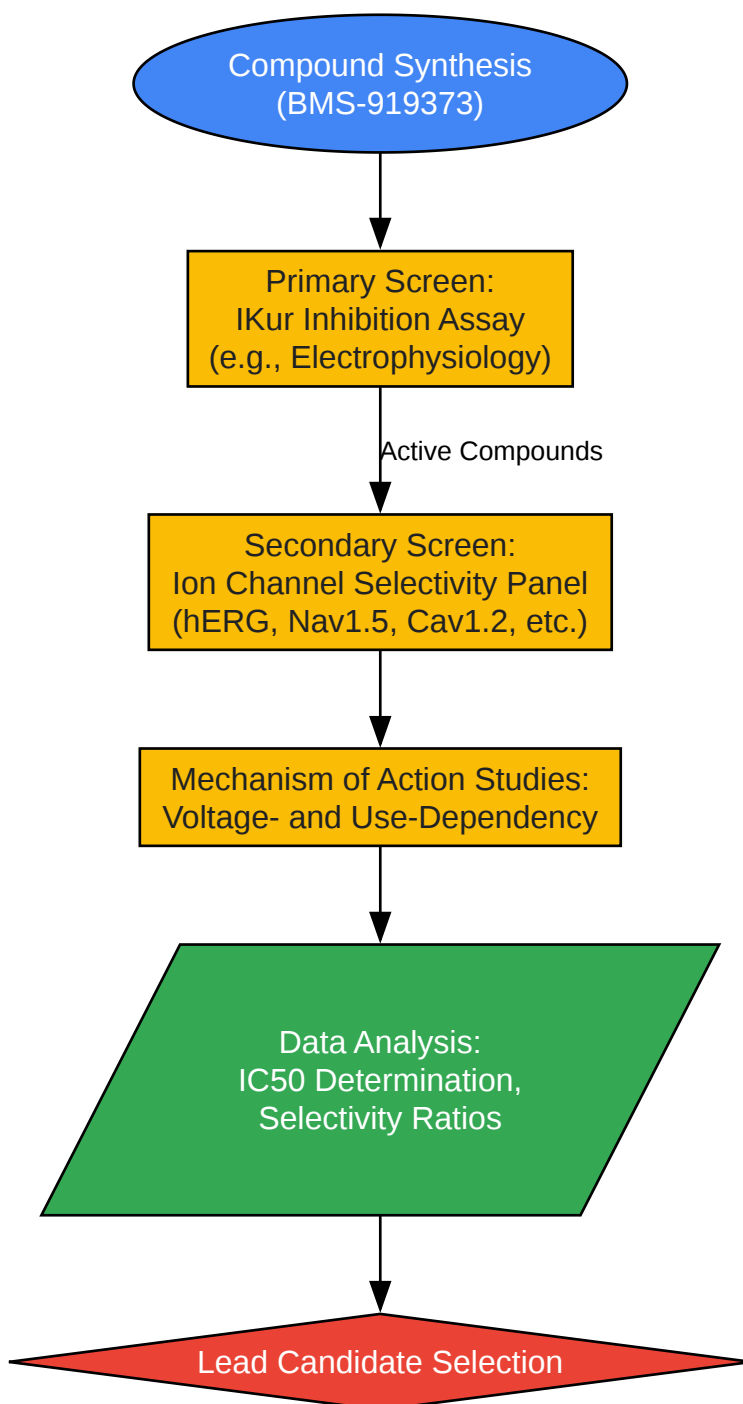 Compound Synthesis
(BMS-919373)
Primary Screen:
IKur Inhibition Assay
(e.g., Electrophysiology)
Active Compounds
Secondary Screen:
Ion Channel Selectivity Panel
(hERG, Nav1.5, Cav1.2, etc.)
Mechanism of Action Studies:
Voltage- and Use-Dependency
Data Analysis:
IC50 Determination,
Selectivity Ratios
Lead Candidate Selection